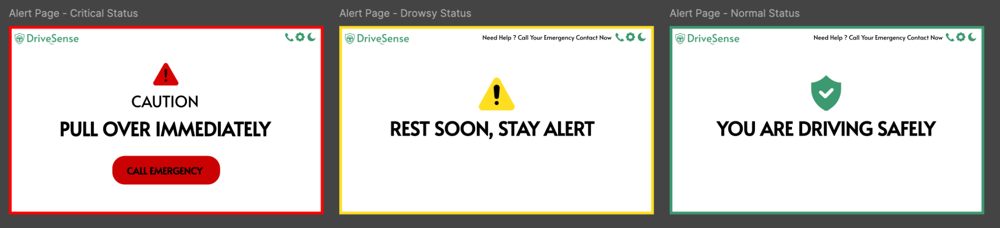 Alert Page - Critical Status
DriveSense
CAUTION
PULL OVER IMMEDIATELY
CALL EMERGENCY
Alert Page - Drowsy Status
DriveSense
Need Help ? Call Your Emergency Contact Now
REST SOON, STAY ALERT
Alert Page - Normal Status
DriveSense
Need Help ? Call Your Emergency Contact Now
YOU ARE DRIVING SAFELY